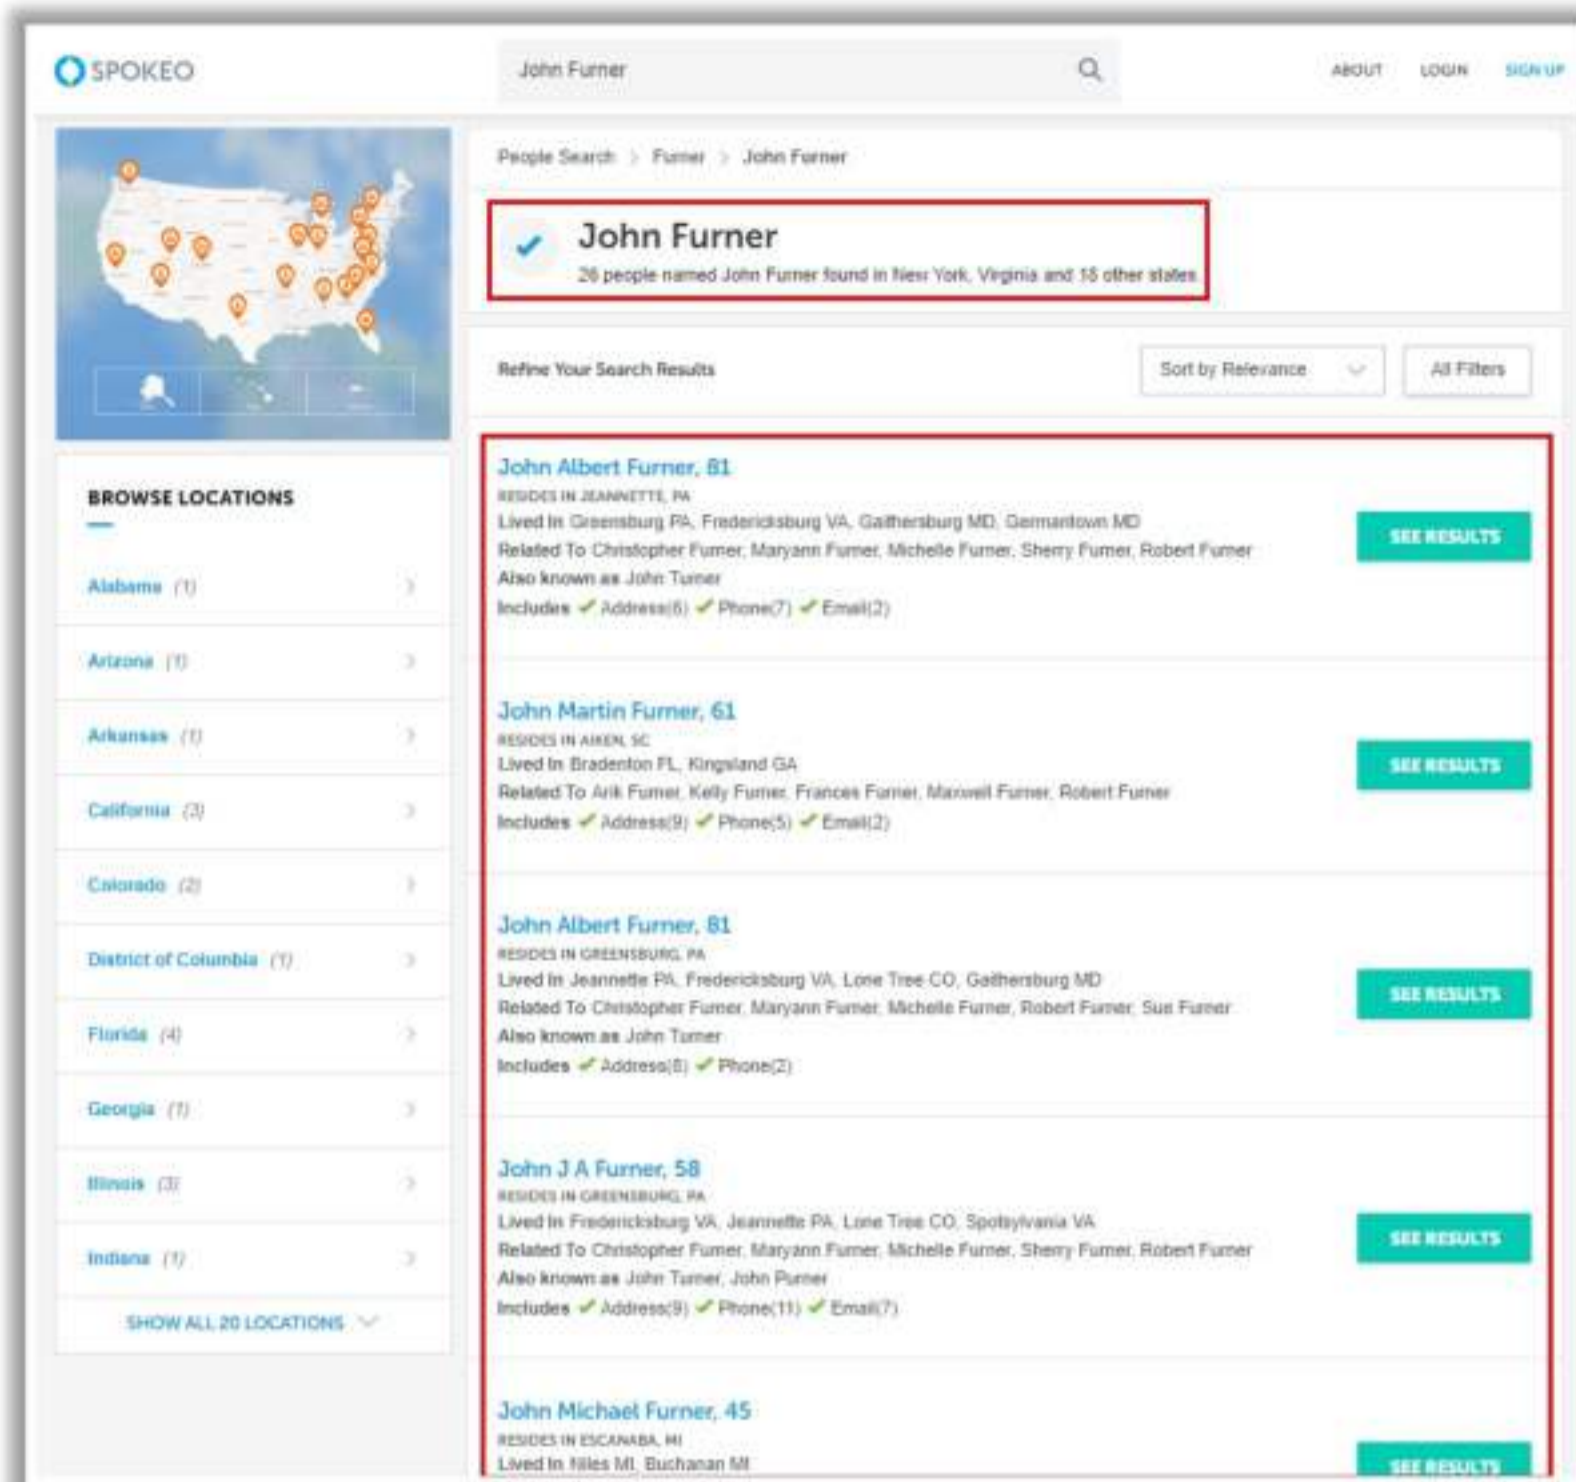 SPOKEO
John Furner
ABOUT LOGIN SIGN UP
People Search > Furner > John Furner
John Furner
26 people named John Furner found in New York, Virginia and 18 other states
Refine Your Search Results
Sort by Relevance
All Filters
BROWSE LOCATIONS
Alabama (1)
Arizona (1)
Arkansas (1)
California (3)
Colorado (2)
District of Columbia (1)
Florida (4)
Georgia (1)
Illinois (3)
Indiana (1)
SHOW ALL 20 LOCATIONS
John Albert Furner, 81
RESIDES IN JEANNETTE, PA
Lived In Greensburg PA, Fredericksburg VA, Gaithersburg MD, Germantown MD
Related To Christopher Furner, Maryann Furner, Michelle Furner, Sherry Furner, Robert Furner
Also known as John Turner
Includes ✔ Address(6) ✔ Phone(7) ✔ Email(2)
SEE RESULTS
John Martin Furner, 61
RESIDES IN AIKEN, SC
Lived In Bradenton FL, Kingsland GA
Related To Arik Furner, Kelly Furner, Frances Furner, Maxwell Furner, Robert Furner
Includes ✔ Address(9) ✔ Phone(5) ✔ Email(2)
SEE RESULTS
John Albert Furner, 81
RESIDES IN GREENSBURG, PA
Lived In Jeannette PA, Fredericksburg VA, Lone Tree CO, Gaithersburg MD
Related To Christopher Furner, Maryann Furner, Michelle Furner, Robert Furner, Sue Furner
Also known as John Turner
Includes ✔ Address(8) ✔ Phone(2)
SEE RESULTS
John J A Furner, 58
RESIDES IN GREENSBURG, PA
Lived In Fredericksburg VA, Jeannette PA, Lone Tree CO, Spotsylvania VA
Related To Christopher Furner, Maryann Furner, Michelle Furner, Sherry Furner, Robert Furner
Also known as John Turner, John Purner
Includes ✔ Address(9) ✔ Phone(11) ✔ Email(7)
SEE RESULTS
John Michael Furner, 45
RESIDES IN ESCANABA, MI
Lived In Niles MI, Buchanan MI
SEE RESULTS